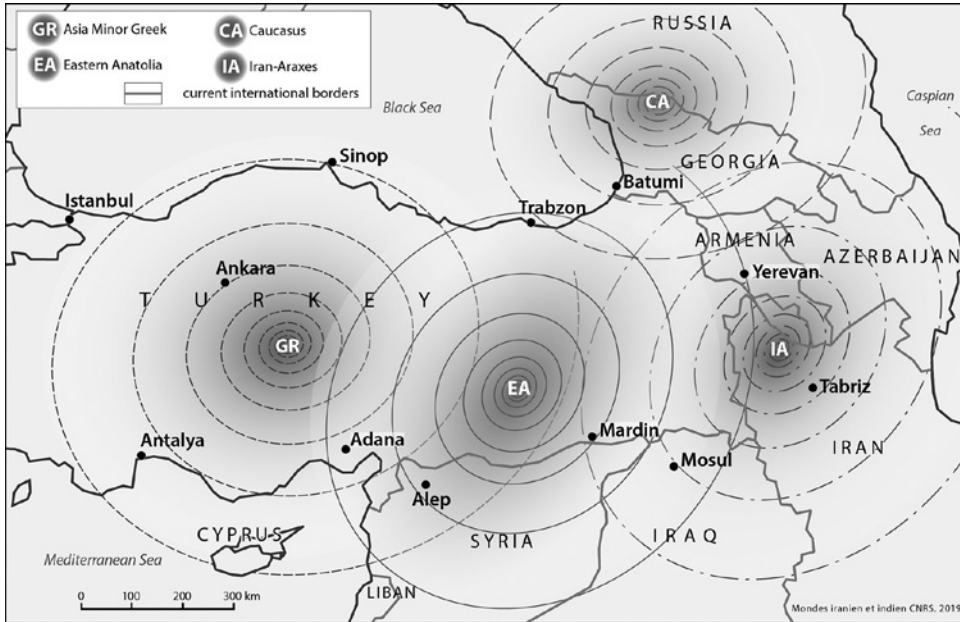 GR Asia Minor Greek
CA Caucasus
EA Eastern Anatolia
IA Iran-Araxes
current international borders
RUSSIA
Black Sea
CA
Caspian
Sea
Sinop
GEORGIA
Batumi
Istanbul
Trabzon
ARMENIA
AZERBAIJAN
Ankara
Yerevan
TURKEY
GR
IA
EA
Tabriz
Antalya
Adana
Mardin
IRAN
Mosul
Alep
CYPRUS
SYRIA
IRAQ
Mediterranean Sea
LIBAN
0 100 200 300 km
Mondes iranien et indien CNRS, 2019